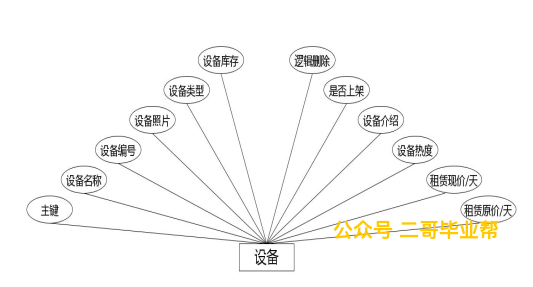 设备库存
逻辑删除
设备类型
是否上架
设备照片
设备介绍
设备编号
设备热度
设备名称
租赁现价/天
主键
租赁原价/天
公众号 二哥毕业帮
设备